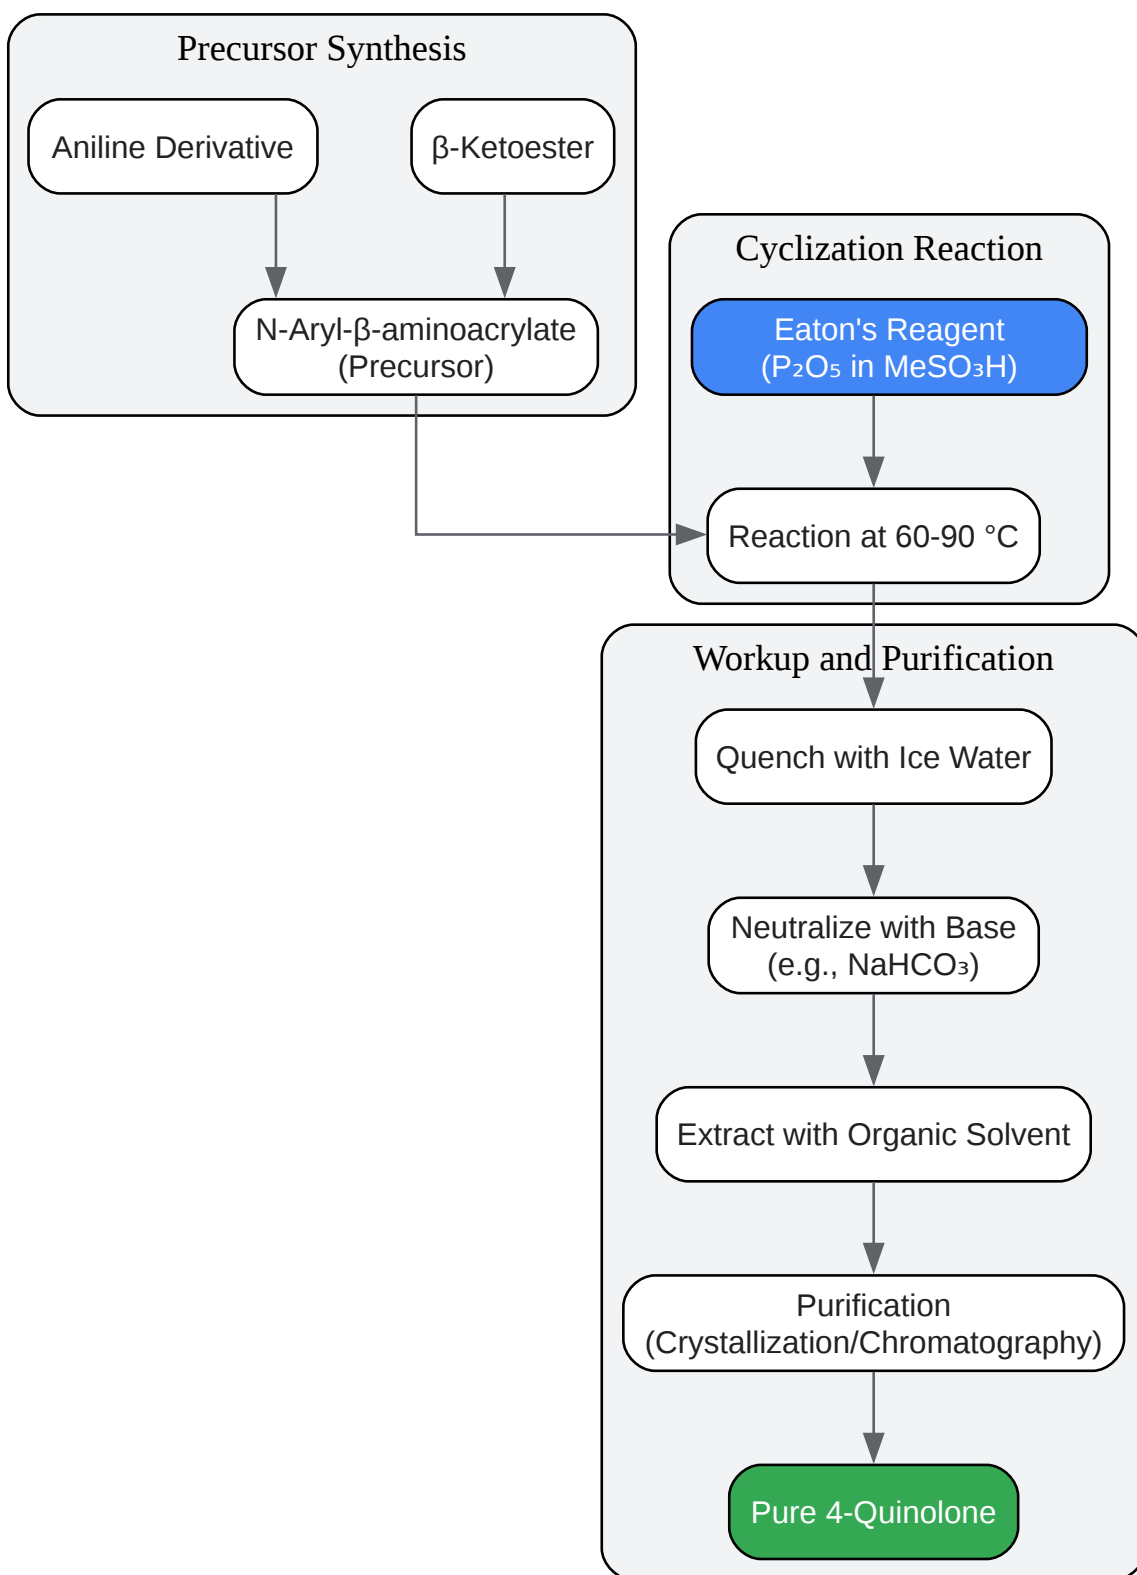 Precursor Synthesis
Aniline Derivative
β-Ketoester
N-Aryl-β-aminoacrylate
(Precursor)
Cyclization Reaction
Eaton's Reagent
(P₂O₅ in MeSO₃H)
Reaction at 60-90 °C
Workup and Purification
Quench with Ice Water
Neutralize with Base
(e.g., NaHCO₃)
Extract with Organic Solvent
Purification
(Crystallization/Chromatography)
Pure 4-Quinolone